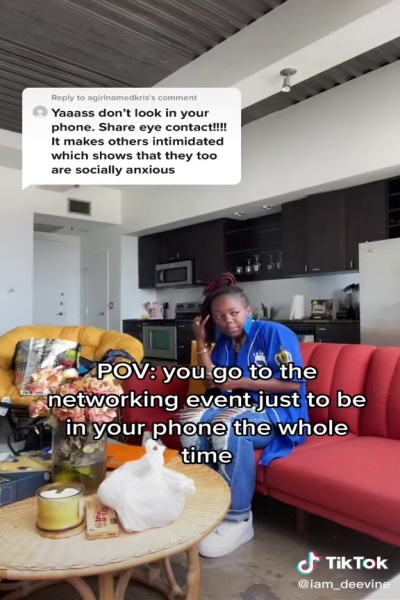 Reply to agirlnamedkris's comment
Yaaass don't look in your
phone. Share eye contact!!!!
It makes others intimidated
which shows that they too
are socially anxious
POV: you go to the
networking event just to be
in your phone the whole
time
TikTok
@iam_deevine